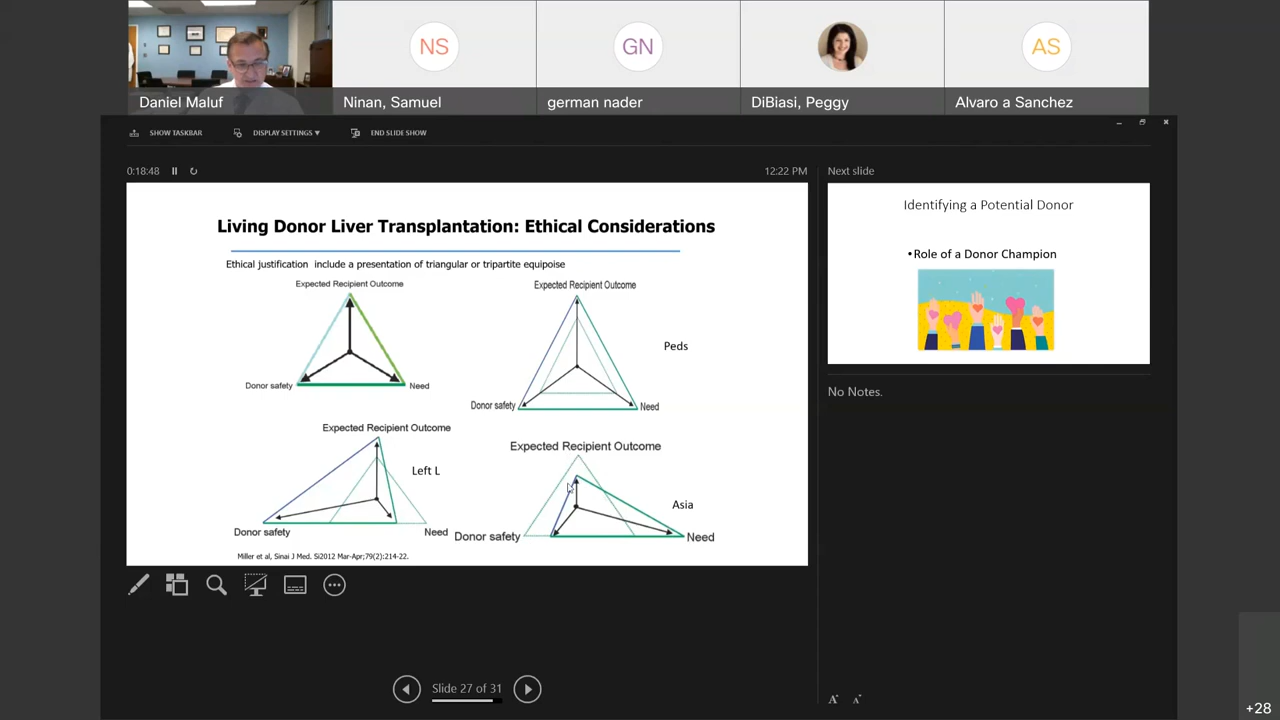 NS
GN
AS
Daniel Maluf
Ninan, Samuel
german nader
DiBiasi, Peggy
Alvaro a Sanchez
SHOW TASKBAR
DISPLAY SETTINGS ▾
END SLIDE SHOW
0:18:48
12:22 PM
Next slide
Living Donor Liver Transplantation: Ethical Considerations
Ethical justification include a presentation of triangular or tripartite equipoise
Expected Recipient Outcome
Donor safety
Need
Expected Recipient Outcome
Peds
Donor safety
Need
Expected Recipient Outcome
Left L
Donor safety
Need
Expected Recipient Outcome
Asia
Donor safety
Need
Miller et al, Sinai J Med. Si2012 Mar-Apr;79(2):214-22.
Identifying a Potential Donor
•Role of a Donor Champion
No Notes.
Slide 27 of 31
A A
+28